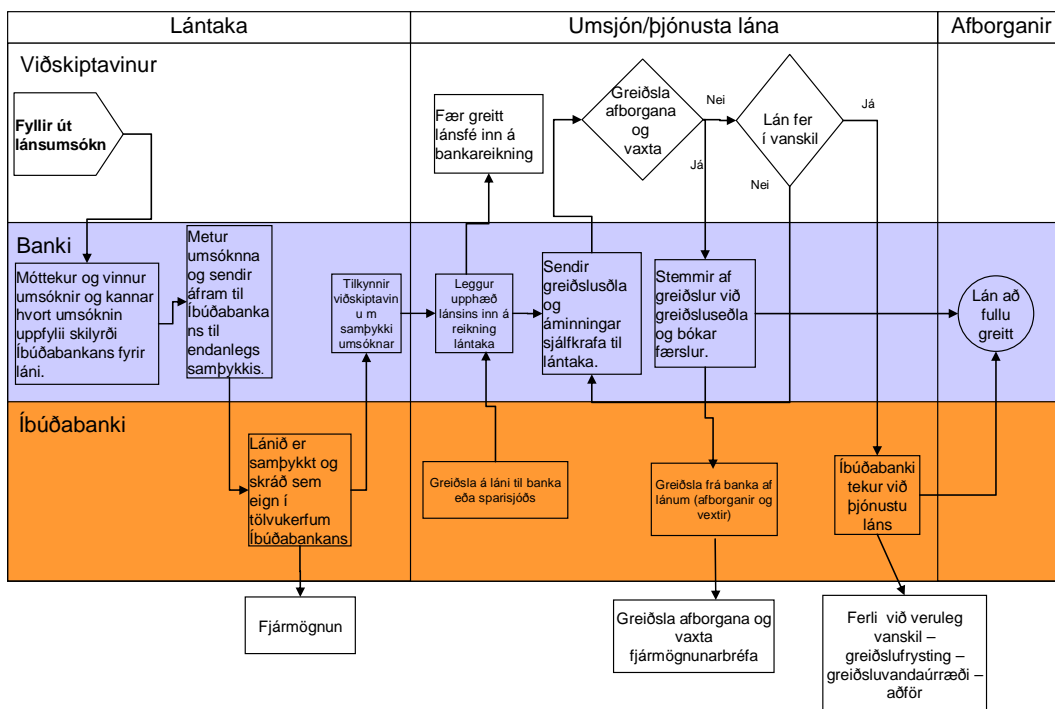 Lántaka
Umsjón/þjónusta lána
Afborganir
Viðskiptavinur
Fyllir út
lánsumsókn
Fær greitt
lánsfé inn á
bankareikning
Greiðsla
afborgana
og
vaxta
Nei
Já
Lán fer
í vanskil
Já
Nei
Banki
Móttekur og vinnur
umsóknir og kannar
hvort umsóknin
uppfylii skilyrði
Íbúðabankans fyrir
láni.
Metur
umsóknna
og sendir
áfram til
Íbúðabankan
ans til
endanlegs
samþykkis.
Tilkynnir
viðskiptavin
u m
samþykki
umsóknar
Leggur
upphæð
lánsins inn á
reikning
lántaka
Sendir
greiðslusðla
og
áminningar
sjálfkrafa til
lántaka.
Stemmir af
greiðslur við
greiðsluseðla
og bókar
færslur.
Lán að
fullu
greitt
Íbúðabanki
Lánið er
samþykkt og
skráð sem
eign í
tölvukerfum
Íbúðabankans
Greiðsla á láni til banka
eða sparisjóðs
Greiðsla frá banka af
lánum (afborganir og
vextir)
Íbúðabanki
tekur við
þjónustu
láns
Fjármögnun
Greiðsla afborgana og
vaxta
fjármögnunarbréfa
Ferli við veruleg
vanskil –
greiðslufrysting –
greiðsluvandaúrræði –
aðför